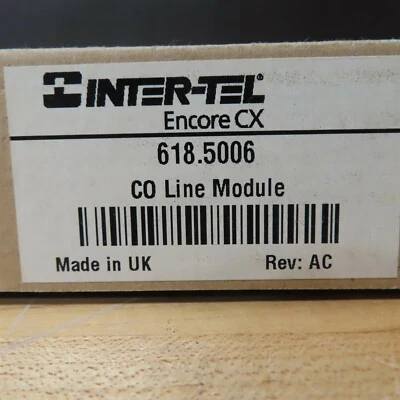 INTER-TEL®
Encore CX
618.5006
CO Line Module
Made in UK Rev: AC